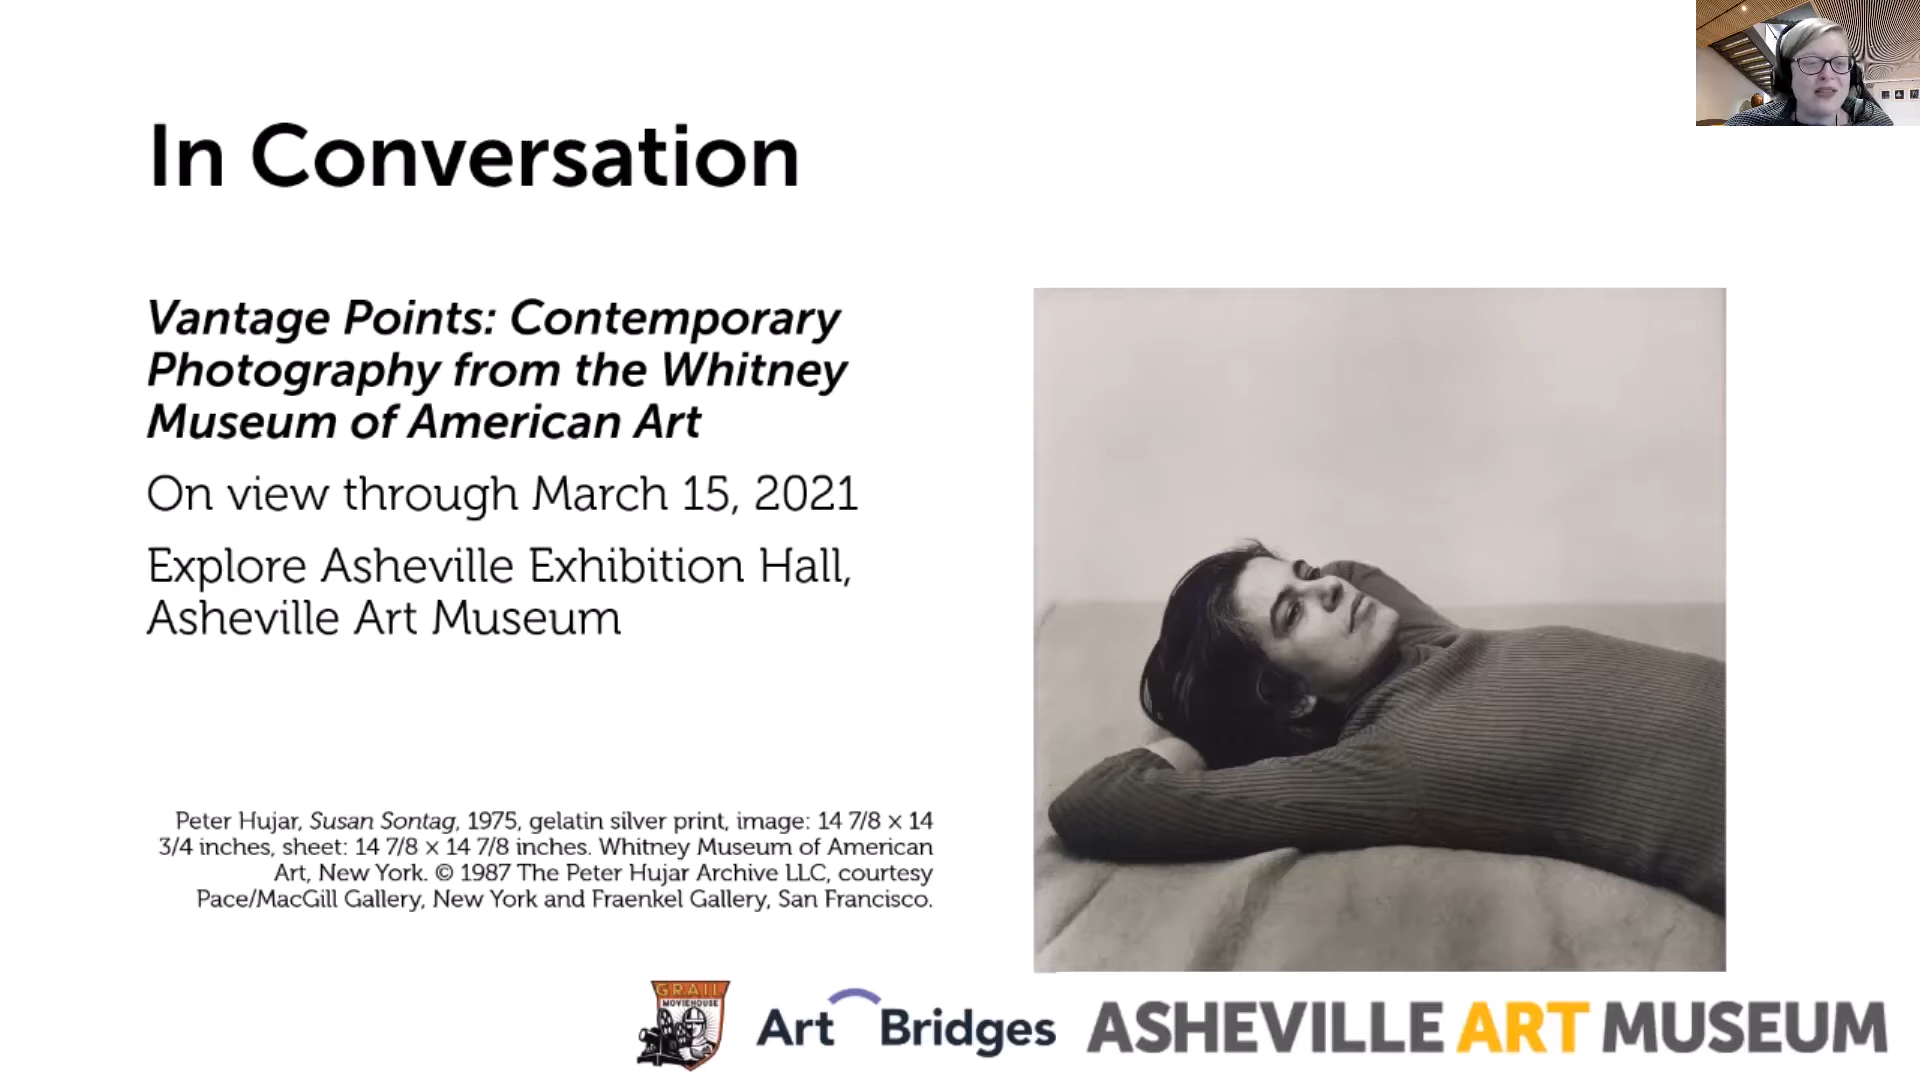 In Conversation
Vantage Points: Contemporary
Photography from the Whitney
Museum of American Art
On view through March 15, 2021
Explore Asheville Exhibition Hall,
Asheville Art Museum
Peter Hujar, Susan Sontag, 1975, gelatin silver print, image: 14 7/8 × 14
3/4 inches, sheet: 14 7/8 × 14 7/8 inches. Whitney Museum of American
Art, New York. © 1987 The Peter Hujar Archive LLC, courtesy
Pace/MacGill Gallery, New York and Fraenkel Gallery, San Francisco.
GRAIL
MOVIEHOUSE
Art Bridges
ASHEVILLE ART MUSEUM